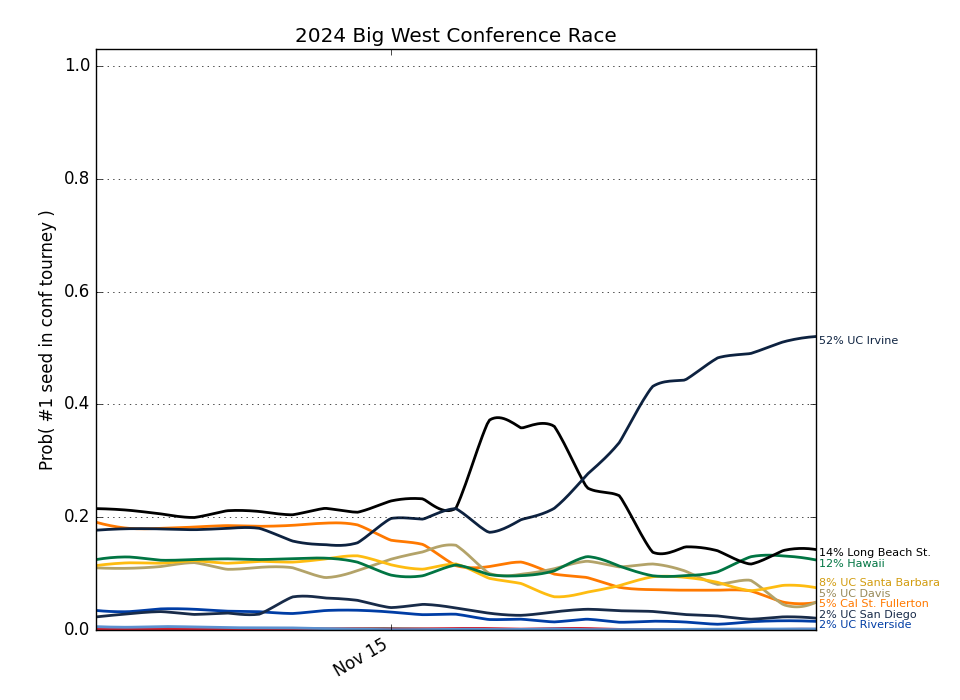 2024 Big West Conference Race
Prob( #1 seed in conf tourney )
1.0
0.8
0.6
0.4
0.2
0.0
Nov 15
52% UC Irvine
14% Long Beach St.
12% Hawaii
8% UC Santa Barbara
5% UC Davis
5% Cal St. Fullerton
2% UC San Diego
2% UC Riverside